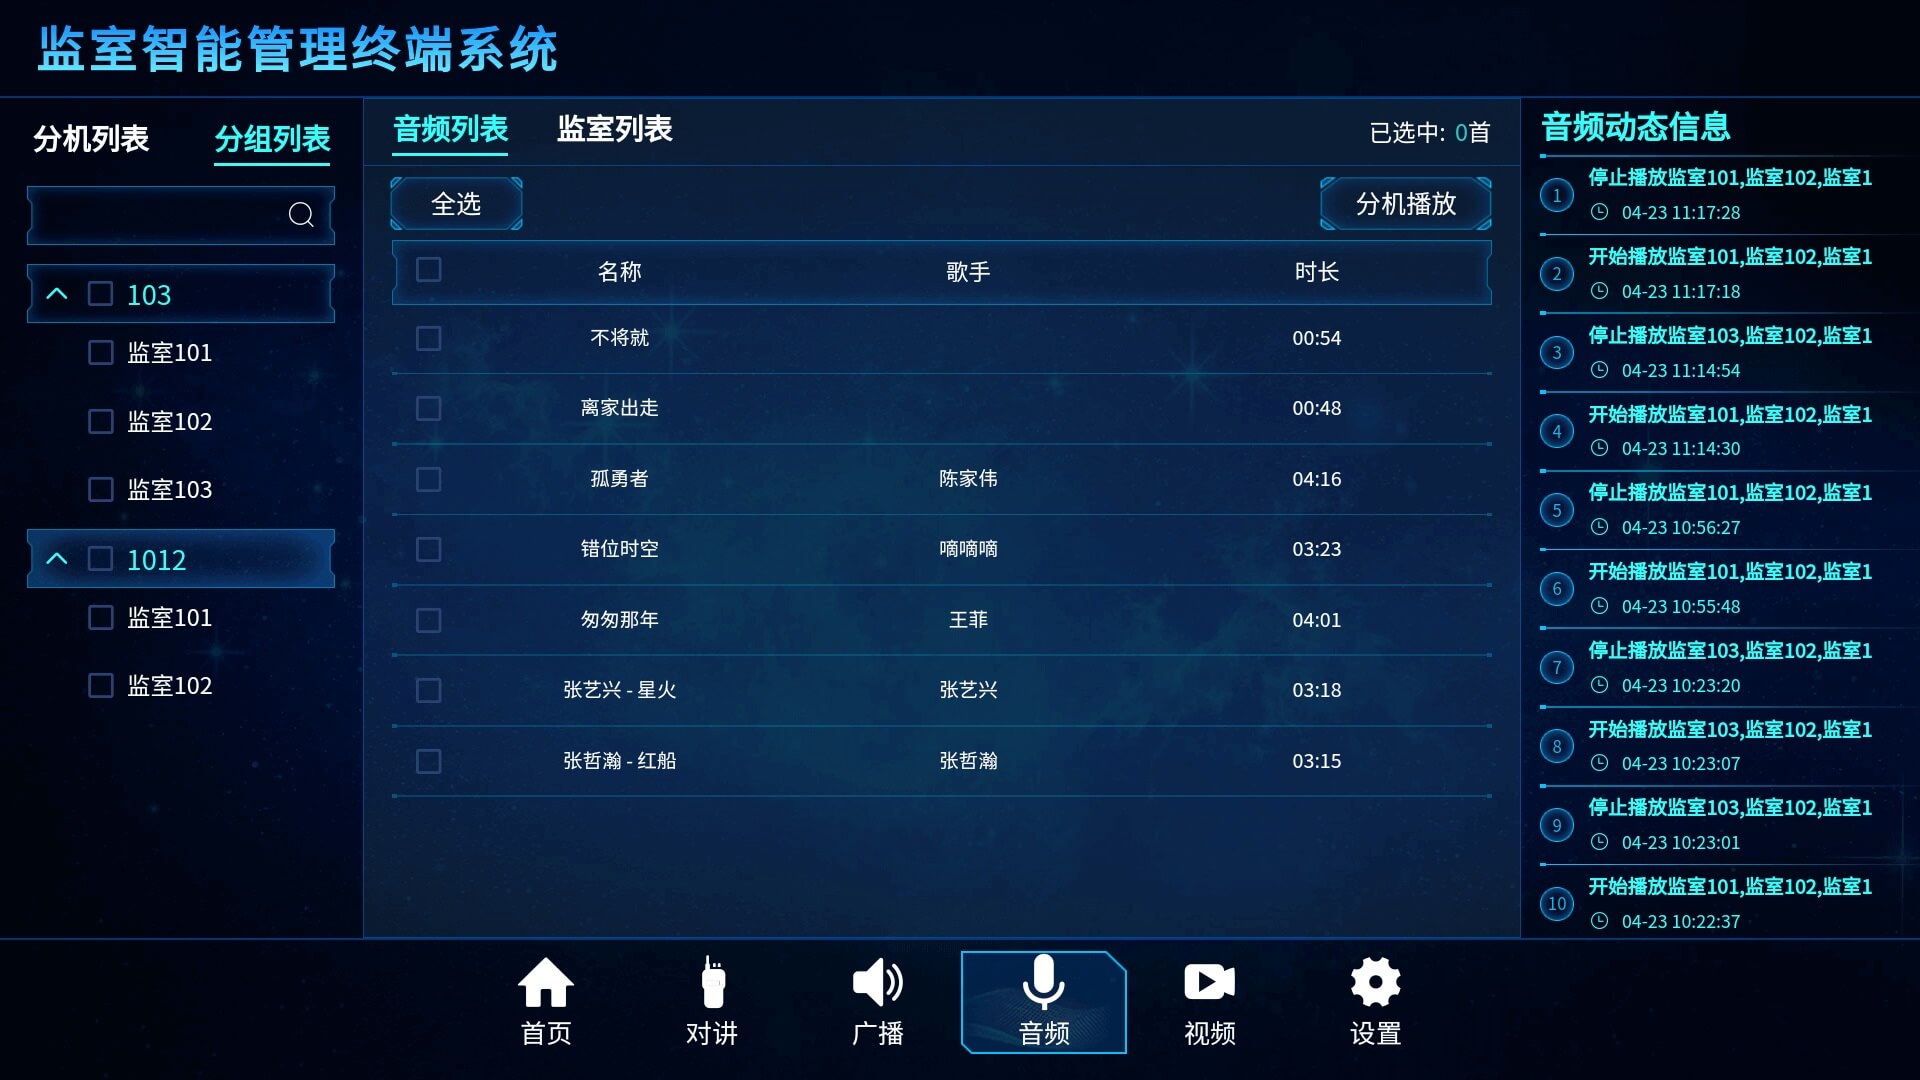 监室智能管理终端系统
分机列表 分组列表
103
监室101
监室102
监室103
1012
监室101
监室102
音频列表 监室列表 已选中: 0首
全选 分机播放
名称 歌手 时长
不将就 00:54
离家出走 00:48
孤勇者 陈家伟 04:16
错位时空 嘀嘀嘀 03:23
匆匆那年 王菲 04:01
张艺兴 - 星火 张艺兴 03:18
张哲瀚 - 红船 张哲瀚 03:15
音频动态信息
1 停止播放监室101,监室102,监室1
04-23 11:17:28
2 开始播放监室101,监室102,监室1
04-23 11:17:18
3 停止播放监室103,监室102,监室1
04-23 11:14:54
4 开始播放监室101,监室102,监室1
04-23 11:14:30
5 停止播放监室101,监室102,监室1
04-23 10:56:27
6 开始播放监室101,监室102,监室1
04-23 10:55:48
7 停止播放监室103,监室102,监室1
04-23 10:23:20
8 开始播放监室103,监室102,监室1
04-23 10:23:07
9 停止播放监室103,监室102,监室1
04-23 10:23:01
10 开始播放监室101,监室102,监室1
04-23 10:22:37
首页 对讲 广播 音频 视频 设置